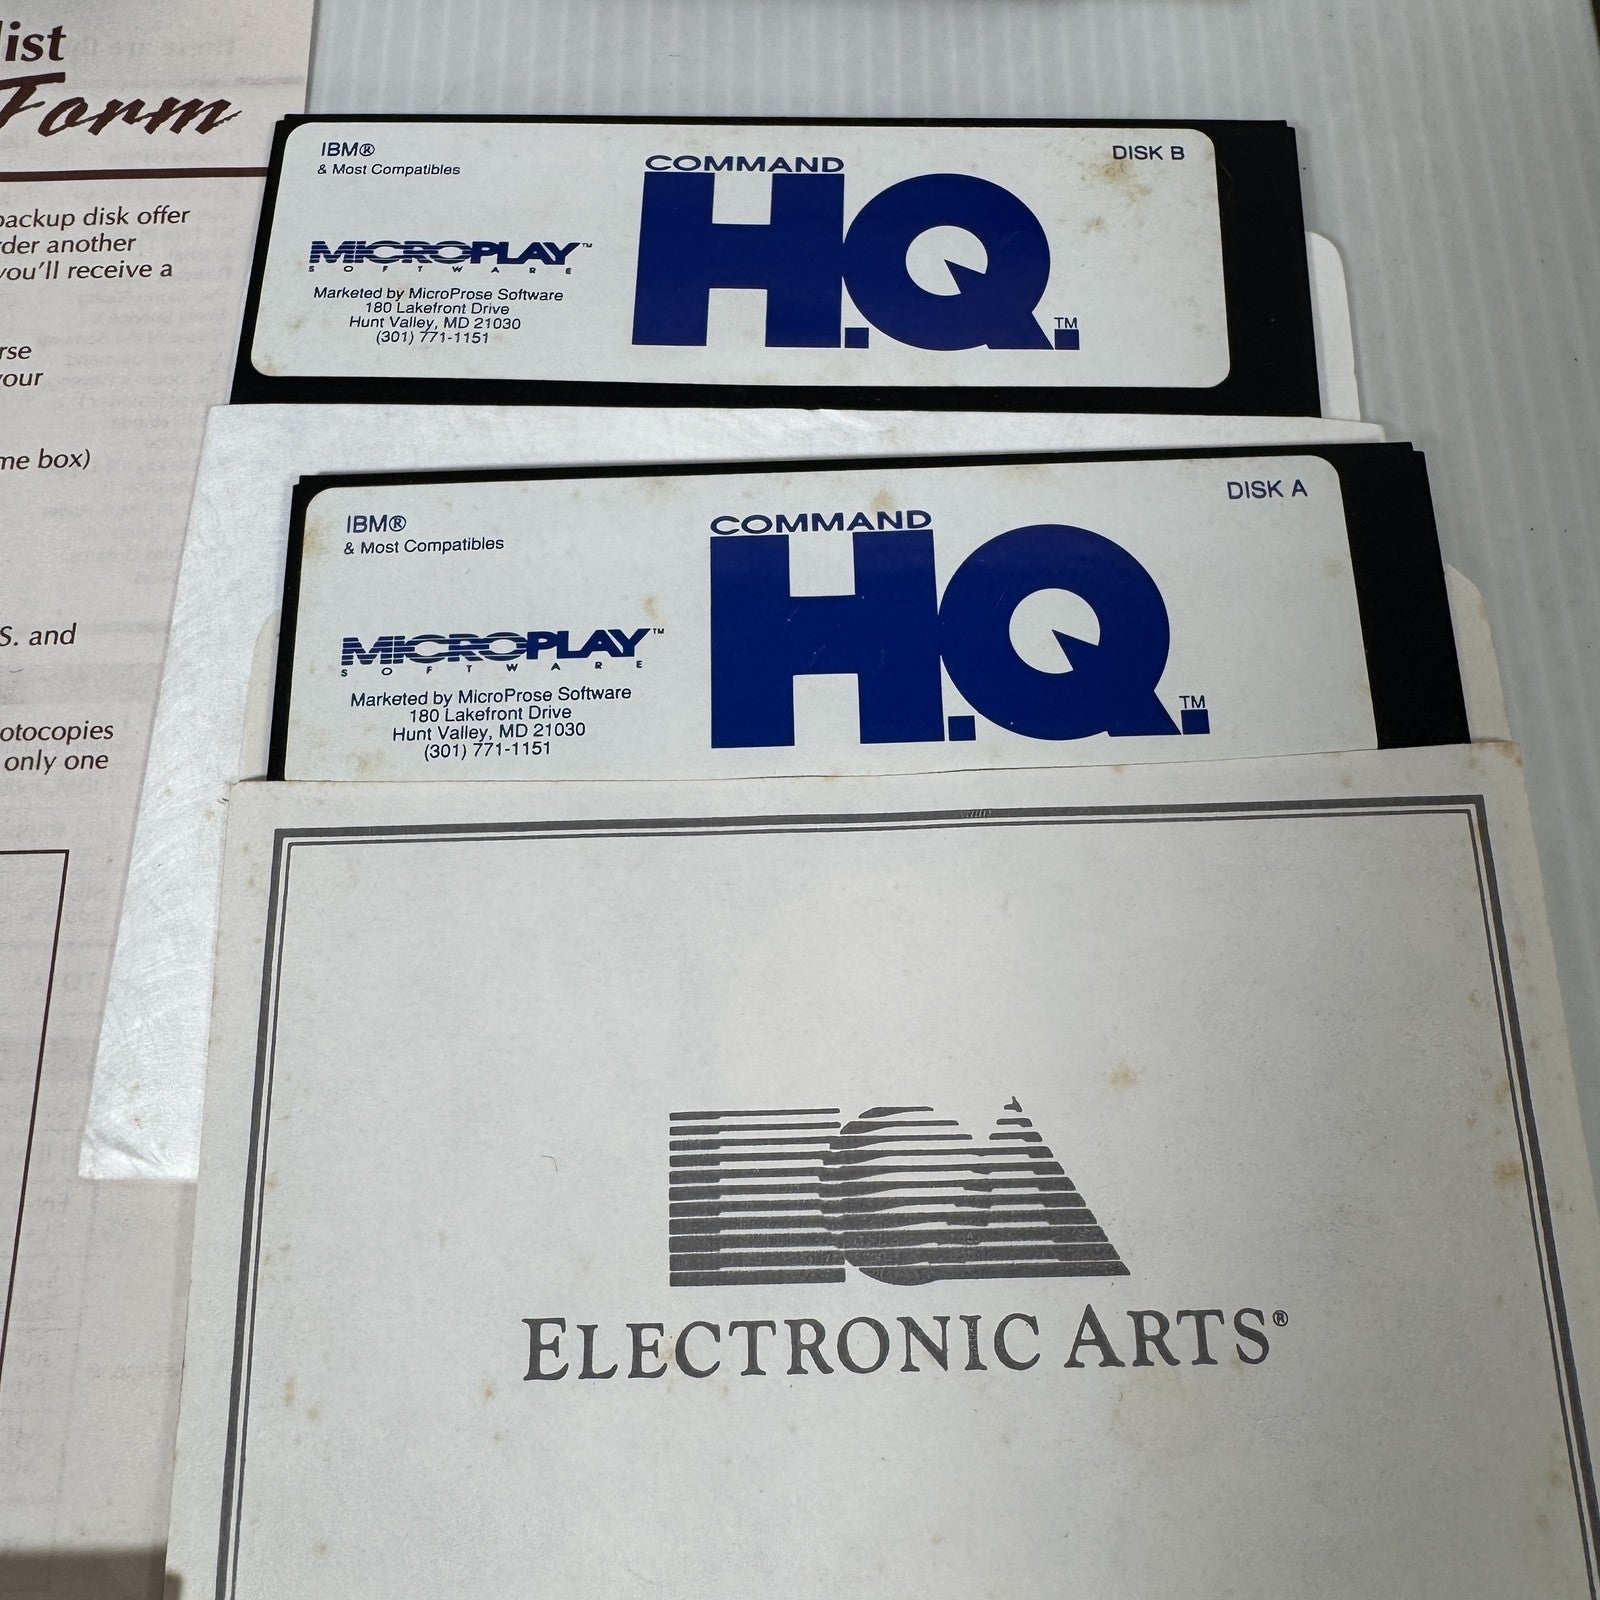 list
Form
backup disk offer
der another
you'll receive a
rse
your
me box)
S. and
otocopies
only one
IBM®
& Most Compatibles
MICROPLAY™
SOFTWARE
Marketed by MicroProse Software
180 Lakefront Drive
Hunt Valley, MD 21030
(301) 771-1151
COMMAND
H.Q.™
DISK B
IBM®
& Most Compatibles
MICROPLAY™
SOFTWARE
Marketed by MicroProse Software
180 Lakefront Drive
Hunt Valley, MD 21030
(301) 771-1151
COMMAND
H.Q.™
DISK A
ELECTRONIC ARTS®